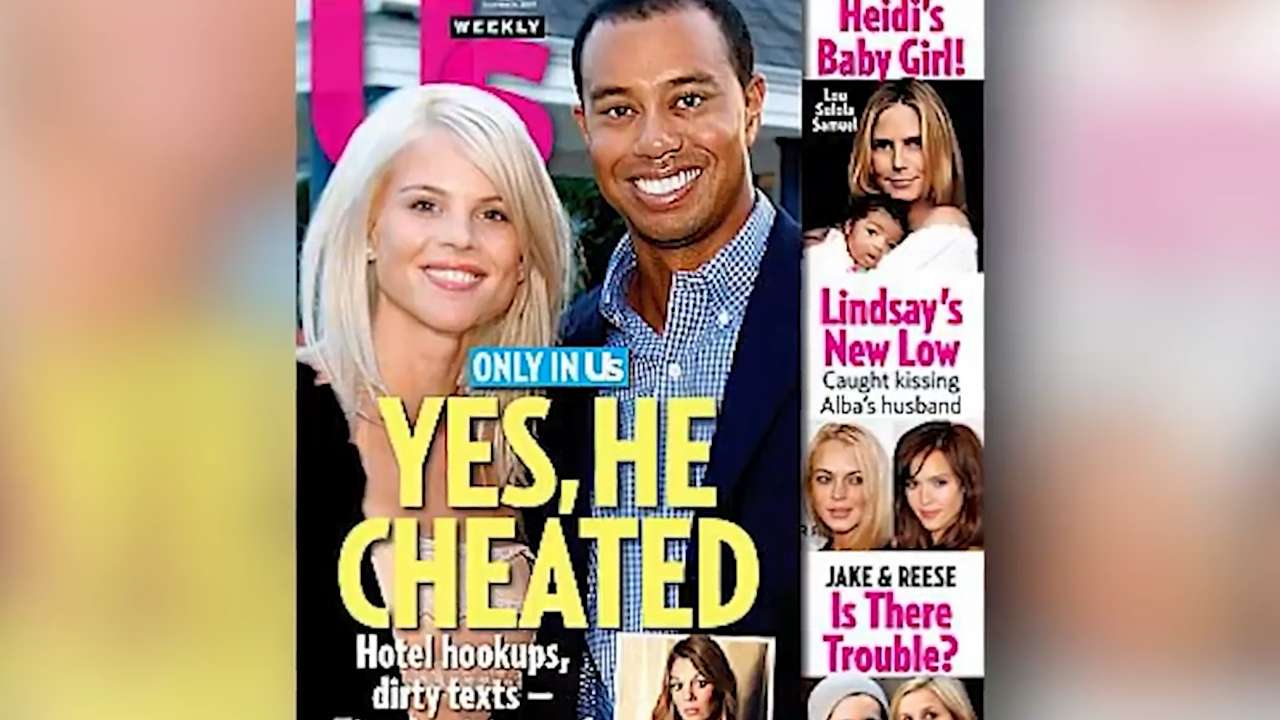 Us
WEEKLY
ONLY IN Us
YES, HE
CHEATED
Hotel hookups,
dirty texts —
Heidi's
Baby Girl!
Lou
Sulola
Samuel
Lindsay's
New Low
Caught kissing
Alba's husband
JAKE & REESE
Is There
Trouble?